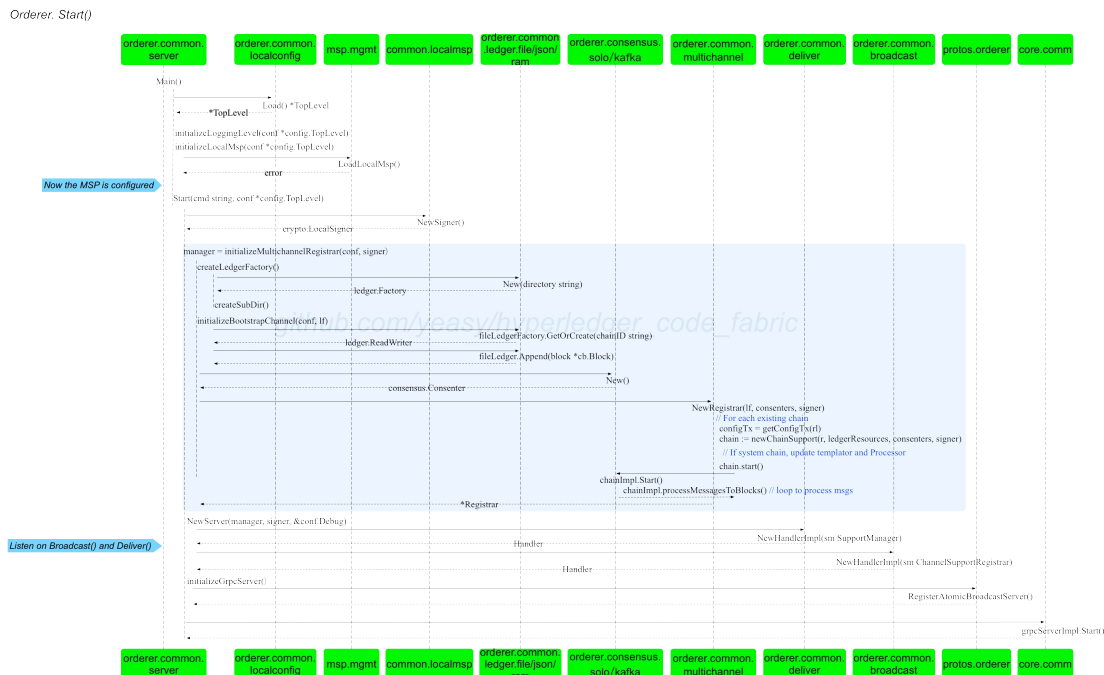 Orderer. Start()
orderer.common.
server
orderer.common.
localconfig
msp.mgmt
common.localmsp
orderer.common
.ledger.file/json/
ram
orderer.consensus.
solo/kafka
orderer.common.
multichannel
orderer.common.
deliver
orderer.common.
broadcast
protos.orderer
core.comm
Main()
Load() *TopLevel
*TopLevel
initializeLoggingLevel(conf *config.TopLevel)
initializeLocalMsp(conf *config.TopLevel)
LoadLocalMsp()
error
Now the MSP is configured
Start(cmd string, conf *config.TopLevel)
NewSigner()
crypto.LocalSigner
manager = initializeMultichannelRegistrar(conf, signer)
createLedgerFactory()
New(directory string)
ledger.Factory
createSubDir()
initializeBootstrapChannel(conf, lf)
github.com/yeasy/hyperledger_code_fabric
fileLedgerFactory.GetOrCreate(chainID string)
ledger.ReadWriter
fileLedger.Append(block *cb.Block)
New()
consensus.Consenter
NewRegistrar(lf, consenters, signer)
// For each existing chain
configTx = getConfigTx(rl)
chain := newChainSupport(r, ledgerResources, consenters, signer)
// If system chain, update templator and Processor
chain.start()
chainImpl.Start()
chainImpl.processMessagesToBlocks() // loop to process msgs
*Registrar
NewServer(manager, signer, &conf.Debug)
NewHandlerImpl(sm SupportManager)
Listen on Broadcast() and Deliver()
Handler
NewHandlerImpl(sm ChannelSupportRegistrar)
Handler
initializeGrpcServer()
RegisterAtomicBroadcastServer()
grpcServerImpl.Start()
orderer.common.
server
orderer.common.
localconfig
msp.mgmt
common.localmsp
orderer.common.
ledger.file/json/
ram
orderer.consensus.
solo/kafka
orderer.common.
multichannel
orderer.common.
deliver
orderer.common.
broadcast
protos.orderer
core.comm